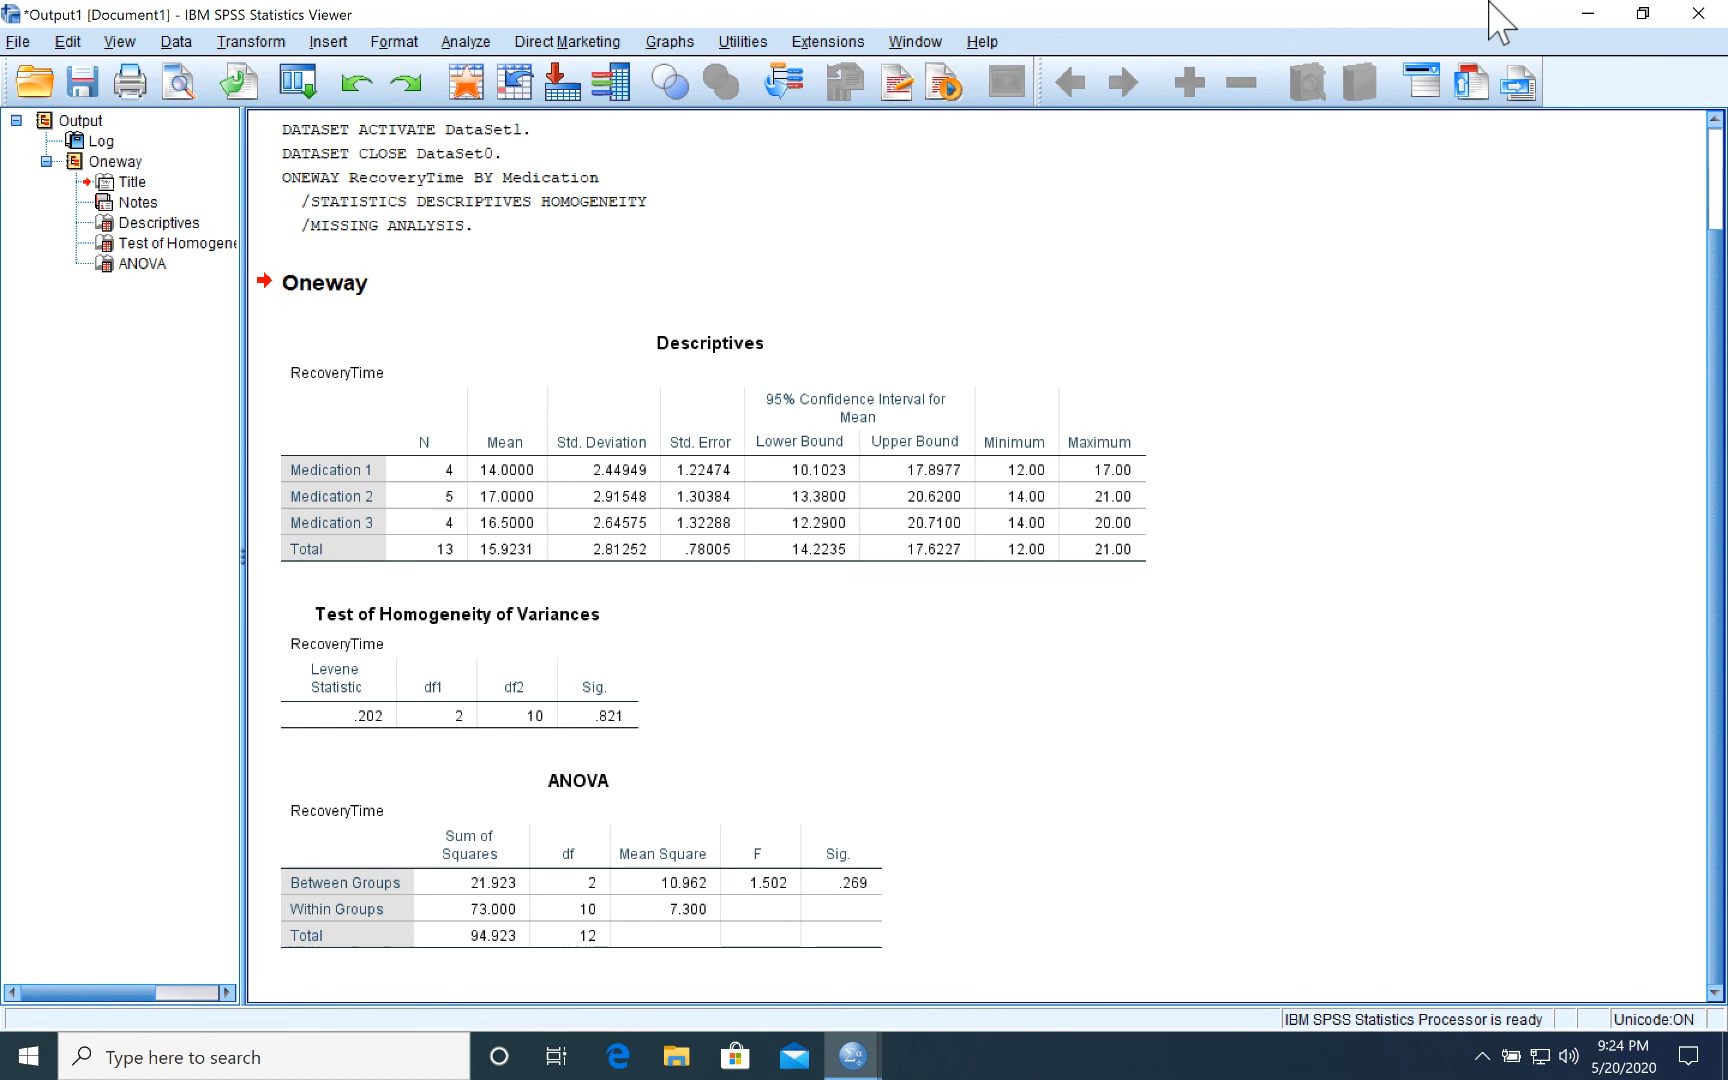 *Output1 [Document1] - IBM SPSS Statistics Viewer
File Edit View Data Transform Insert Format Analyze Direct Marketing Graphs Utilities Extensions Window Help
Output
Log
Oneway
Title
Notes
Descriptives
Test of Homogene
ANOVA
DATASET ACTIVATE DataSet1.
DATASET CLOSE DataSet0.
ONEWAY RecoveryTime BY Medication
/STATISTICS DESCRIPTIVES HOMOGENEITY
/MISSING ANALYSIS.
Oneway
Descriptives
RecoveryTime
95% Confidence Interval for
Mean
N Mean Std. Deviation Std. Error Lower Bound Upper Bound Minimum Maximum
Medication 1 4 14.0000 2.44949 1.22474 10.1023 17.8977 12.00 17.00
Medication 2 5 17.0000 2.91548 1.30384 13.3800 20.6200 14.00 21.00
Medication 3 4 16.5000 2.64575 1.32288 12.2900 20.7100 14.00 20.00
Total 13 15.9231 2.81252 .78005 14.2235 17.6227 12.00 21.00
Test of Homogeneity of Variances
RecoveryTime
Levene
Statistic df1 df2 Sig.
.202 2 10 .821
ANOVA
RecoveryTime
Sum of
Squares df Mean Square F Sig.
Between Groups 21.923 2 10.962 1.502 .269
Within Groups 73.000 10 7.300
Total 94.923 12
IBM SPSS Statistics Processor is ready Unicode:ON
Type here to search
9:24 PM
5/20/2020